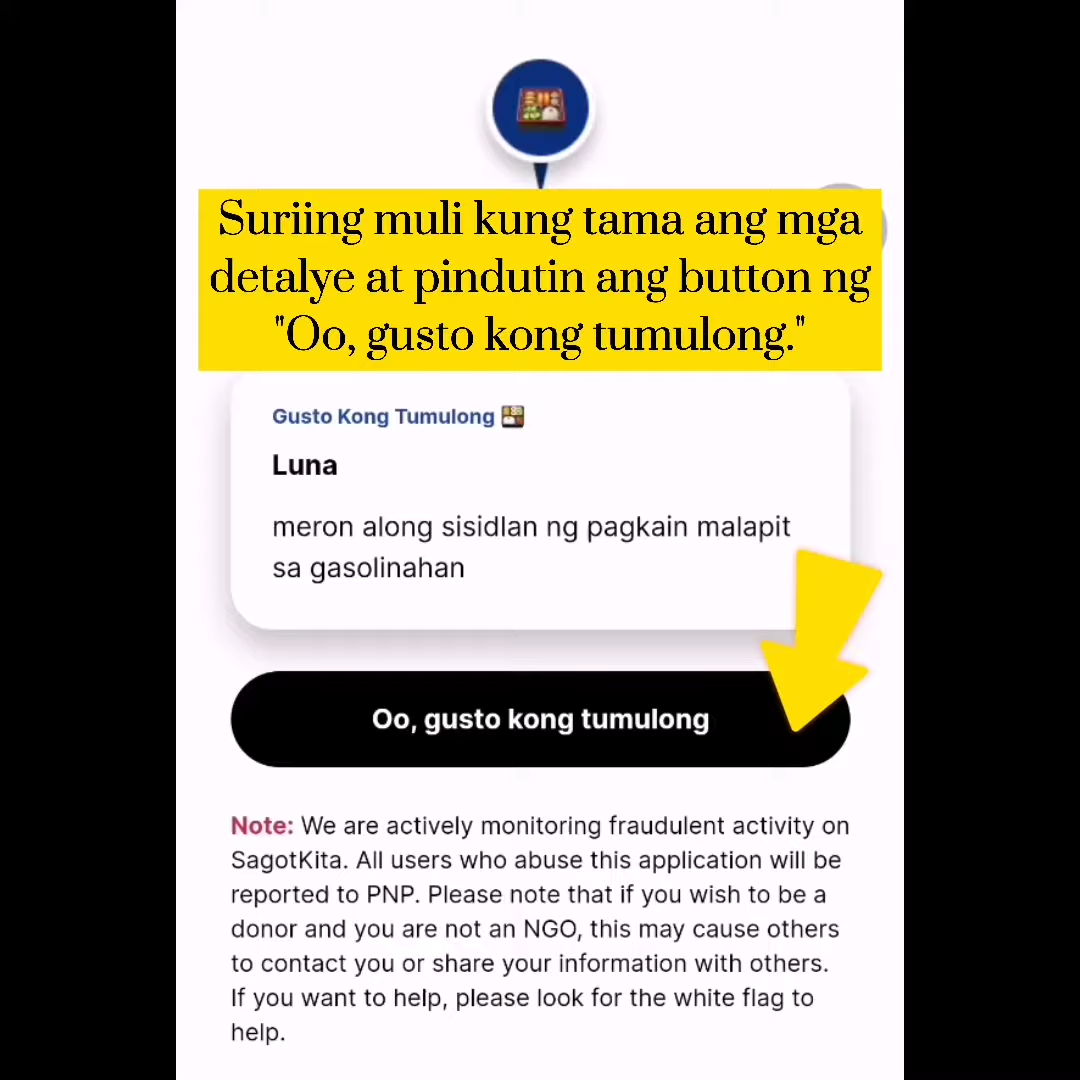 Suriing muli kung tama ang mga
detalye at pindutin ang button ng
"Oo, gusto kong tumulong."
Gusto Kong Tumulong
Luna
meron along sisidlan ng pagkain malapit
sa gasolinahan
Oo, gusto kong tumulong
Note: We are actively monitoring fraudulent activity on
SagotKita. All users who abuse this application will be
reported to PNP. Please note that if you wish to be a
donor and you are not an NGO, this may cause others
to contact you or share your information with others.
If you want to help, please look for the white flag to
help.